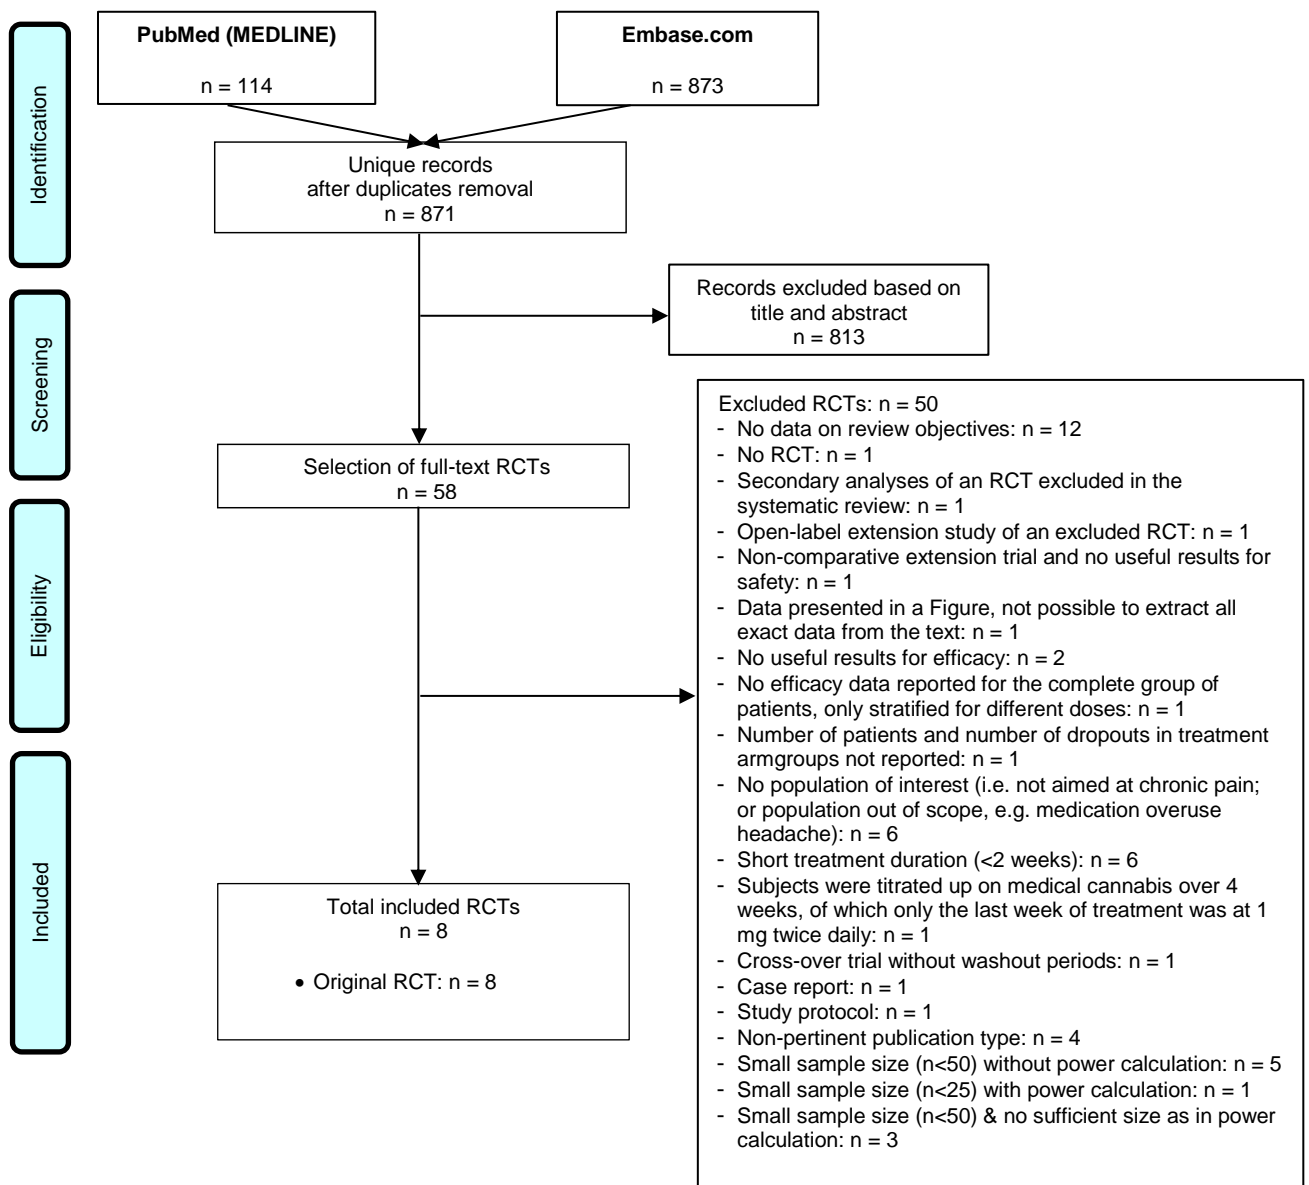 PubMed (MEDLINE)
n = 114
Embase.com
n = 873
Identification
Unique records
after duplicates removal
n = 871
Records excluded based on
title and abstract
n = 813
Screening
Selection of full-text RCTs
n = 58
Excluded RCTs: n = 50
- No data on review objectives: n = 12
- No RCT: n = 1
- Secondary analyses of an RCT excluded in the
systematic review: n = 1
- Open-label extension study of an excluded RCT: n = 1
- Non-comparative extension trial and no useful results for
safety: n = 1
- Data presented in a Figure, not possible to extract all
exact data from the text: n = 1
- No useful results for efficacy: n = 2
- No efficacy data reported for the complete group of
patients, only stratified for different doses: n = 1
- Number of patients and number of dropouts in treatment
armgroups not reported: n = 1
- No population of interest (i.e. not aimed at chronic pain;
or population out of scope, e.g. medication overuse
headache): n = 6
- Short treatment duration (<2 weeks): n = 6
- Subjects were titrated up on medical cannabis over 4
weeks, of which only the last week of treatment was at 1
mg twice daily: n = 1
- Cross-over trial without washout periods: n = 1
- Case report: n = 1
- Study protocol: n = 1
- Non-pertinent publication type: n = 4
- Small sample size (n<50) without power calculation: n = 5
- Small sample size (n<25) with power calculation: n = 1
- Small sample size (n<50) & no sufficient size as in power
calculation: n = 3
Eligibility
Included
Total included RCTs
n = 8
• Original RCT: n = 8